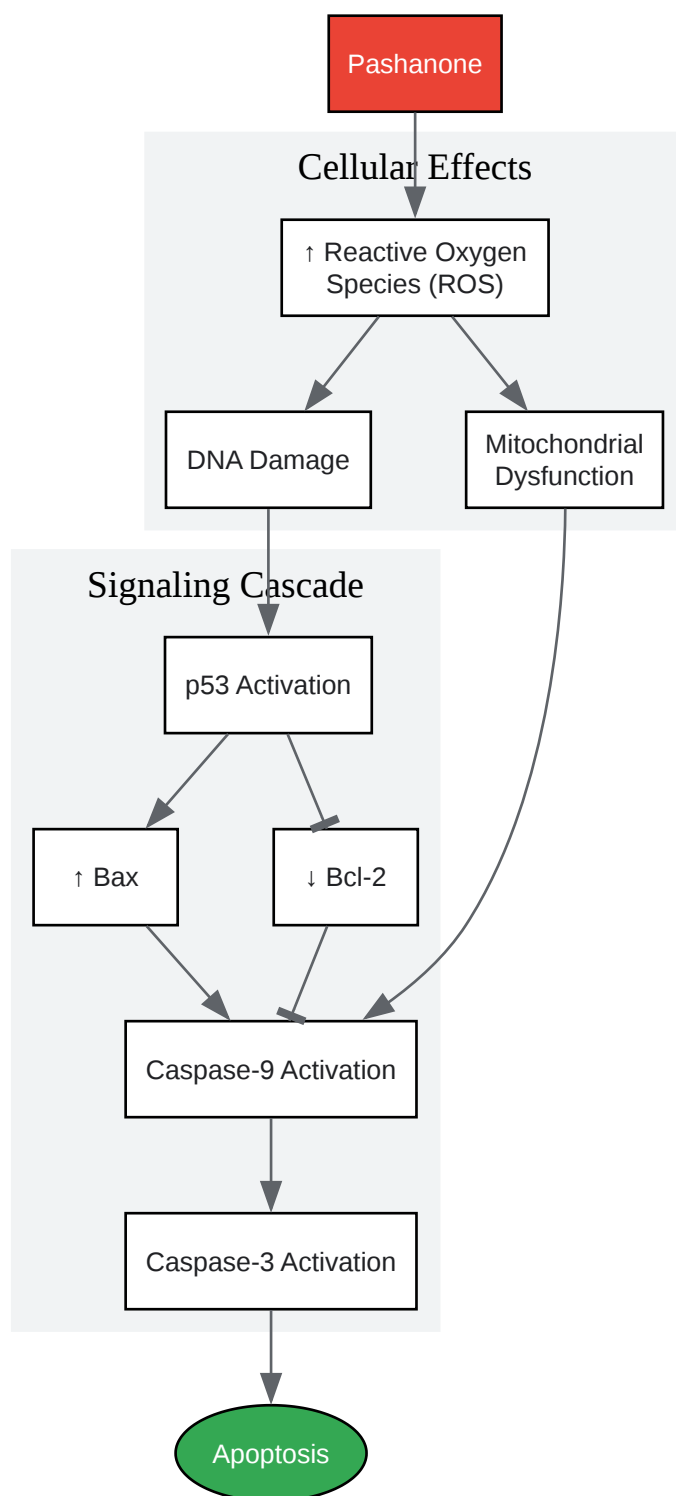 Pashanone
Cellular Effects
↑ Reactive Oxygen
Species (ROS)
DNA Damage
Mitochondrial
Dysfunction
Signaling Cascade
p53 Activation
↑ Bax
↓ Bcl-2
Caspase-9 Activation
Caspase-3 Activation
Apoptosis